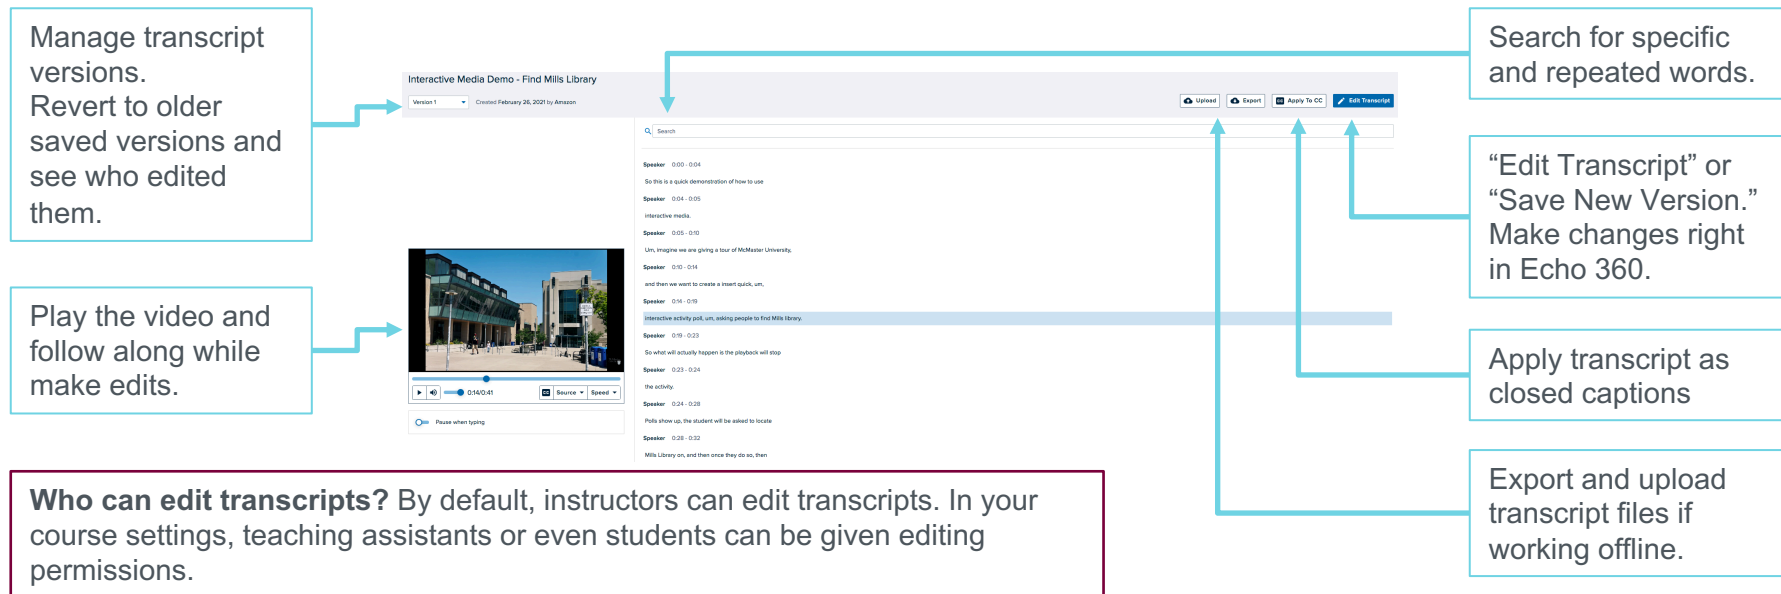 Manage transcript
versions.
Revert to older
saved versions and
see who edited
them.
Play the video and
follow along while
make edits.
Interactive Media Demo - Find Mills Library
Version 1
Created February 26, 2021 by Amazon
Upload
Export
CC Apply To CC
Edit Transcript
Search
Speaker 0:00 - 0:04
So this is a quick demonstration of how to use
Speaker 0:04 - 0:05
interactive media.
Speaker 0:05 - 0:10
Um, imagine we are giving a tour of McMaster University,
Speaker 0:10 - 0:14
and then we want to create a insert quick, um,
Speaker 0:14 - 0:19
interactive activity poll, um, asking people to find Mills library.
Speaker 0:19 - 0:23
So what will actually happen is the playback will stop
Speaker 0:23 - 0:24
the activity.
Speaker 0:24 - 0:28
Polls show up, the student will be asked to locate
Speaker 0:28 - 0:32
Mills Library on, and then once they do so, then
0:14/0:41
CC Source Speed
Pause when typing
Search for specific
and repeated words.
“Edit Transcript” or
“Save New Version.”
Make changes right
in Echo 360.
Apply transcript as
closed captions
Export and upload
transcript files if
working offline.
Who can edit transcripts? By default, instructors can edit transcripts. In your
course settings, teaching assistants or even students can be given editing
permissions.